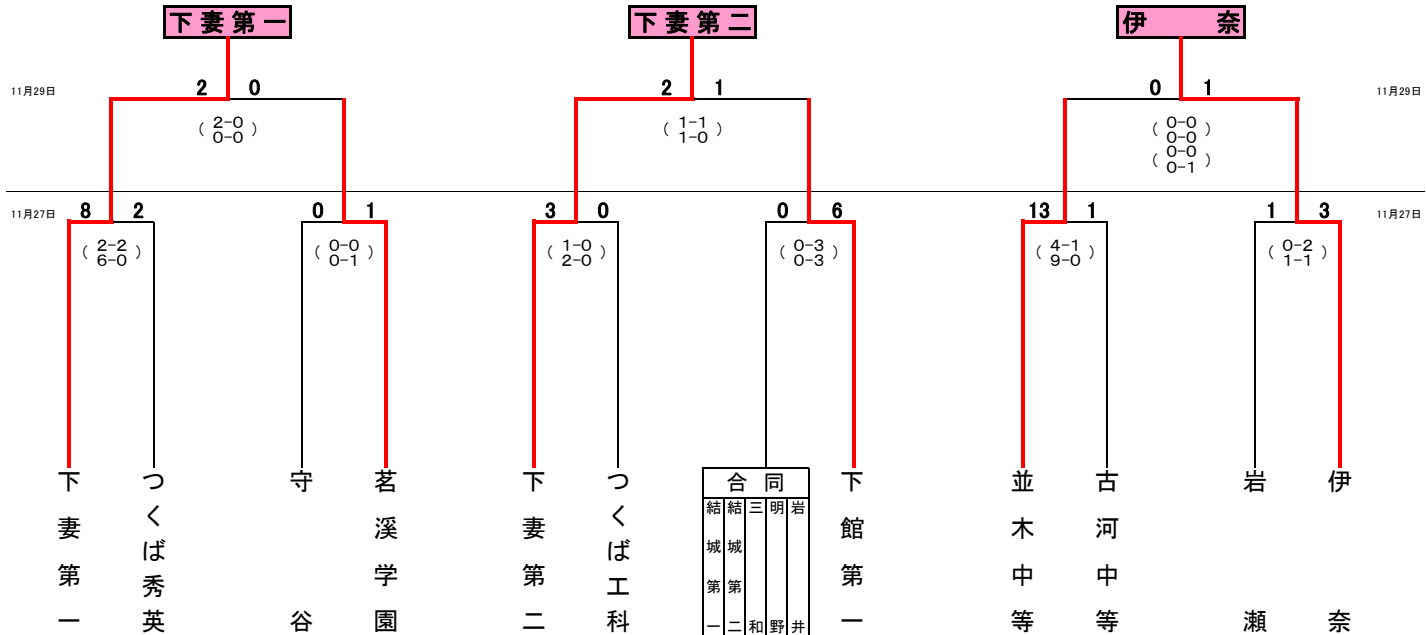 下妻第一
下妻第二
伊奈
11月29日
2 0
2 1
0 1
11月29日
( 2-0 0-0 )
( 1-1 1-0 )
( 0-0 0-0 )
( 0-0 0-1 )
11月27日
8 2
0 1
3 0
0 6
13 1
1 3
11月27日
( 2-2 6-0 )
( 0-0 0-1 )
( 1-0 2-0 )
( 0-3 0-3 )
( 4-1 9-0 )
( 0-2 1-1 )
下妻第一
つくば秀英
守谷
茗溪学園
下妻第二
つくば工科
合同
結城第一
結城第二
三和
明野
岩井
下館第一
並木中等
古河中等
岩瀬
伊奈